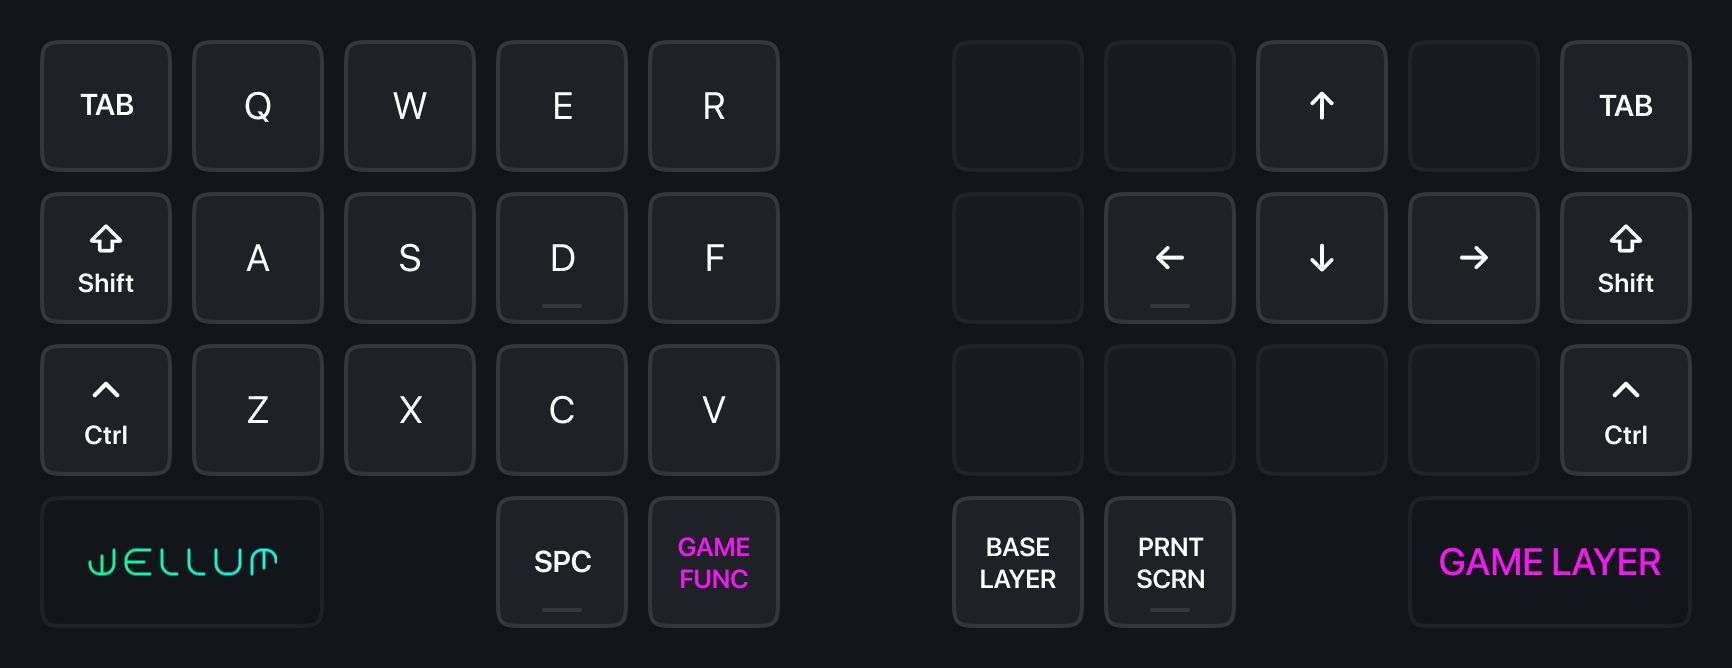 TAB Q W E R ↑ TAB
⇧ A S D F ← ↓ → ⇧
Shift Shift
^ Z X C V ^
Ctrl Ctrl
WELLUM SPC GAME FUNC BASE LAYER PRNT SCRN GAME LAYER